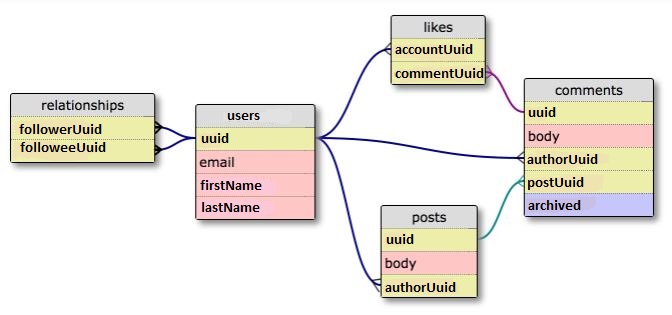 relationships
followerUuid
followeeUuid
users
uuid
email
firstName
lastName
likes
accountUuid
commentUuid
posts
uuid
body
authorUuid
comments
uuid
body
authorUuid
postUuid
archived